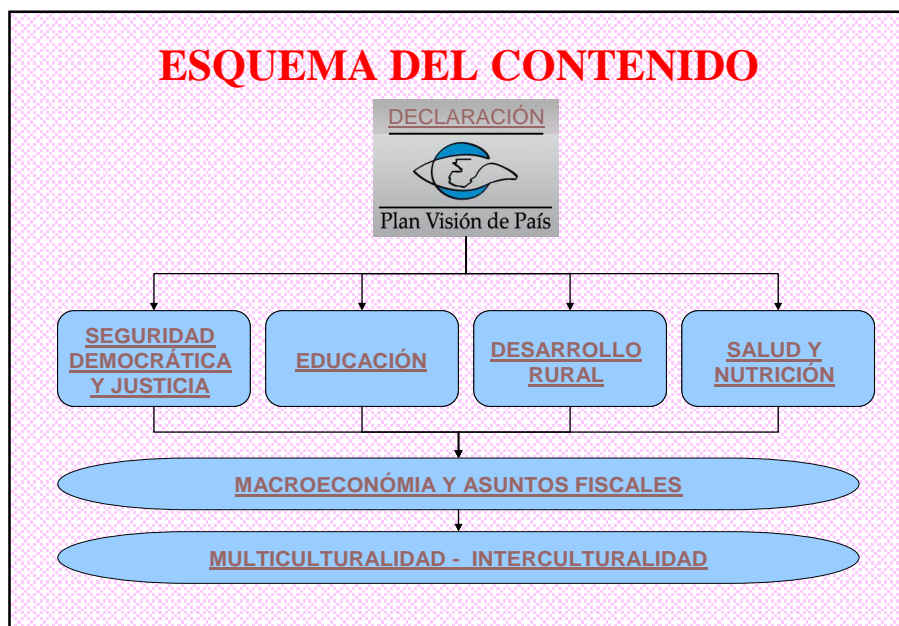 ESQUEMA DEL CONTENIDO
DECLARACIÓN
Plan Visión de País
SEGURIDAD
DEMOCRÁTICA
Y JUSTICIA
EDUCACIÓN
DESARROLLO
RURAL
SALUD Y
NUTRICIÓN
MACROECONÓMIA Y ASUNTOS FISCALES
MULTICULTURALIDAD - INTERCULTURALIDAD